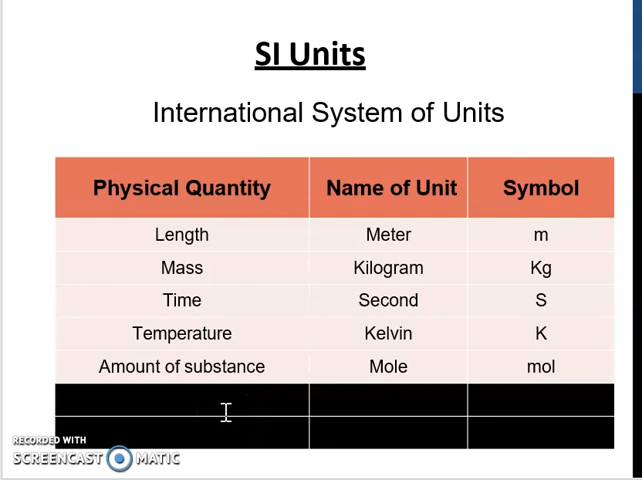 SI Units
International System of Units
Physical Quantity Name of Unit Symbol
Length Meter m
Mass Kilogram Kg
Time Second S
Temperature Kelvin K
Amount of substance Mole mol
RECORDED WITH
SCREENCAST MATIC